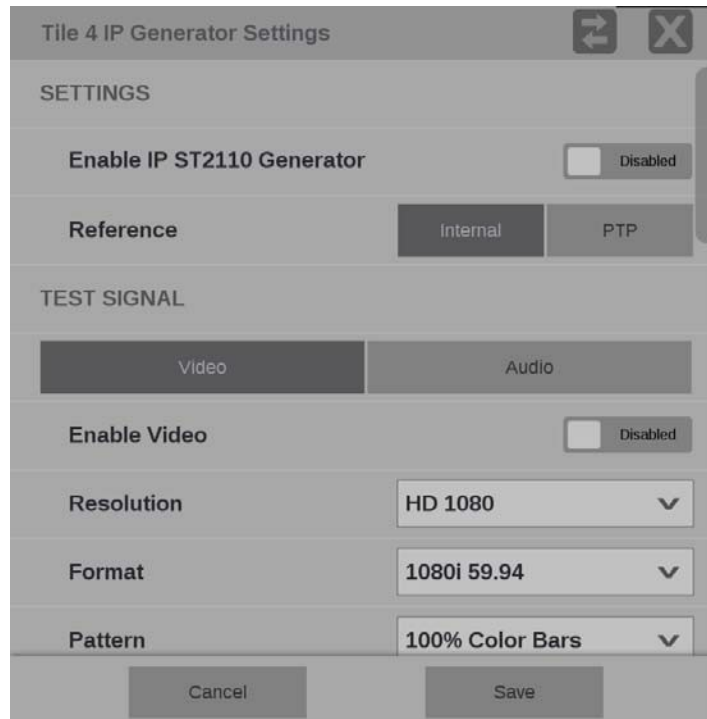 Tile 4 IP Generator Settings
SETTINGS
Enable IP ST2110 Generator Disabled
Reference Internal PTP
TEST SIGNAL
Video Audio
Enable Video Disabled
Resolution HD 1080
Format 1080i 59.94
Pattern 100% Color Bars
Cancel Save